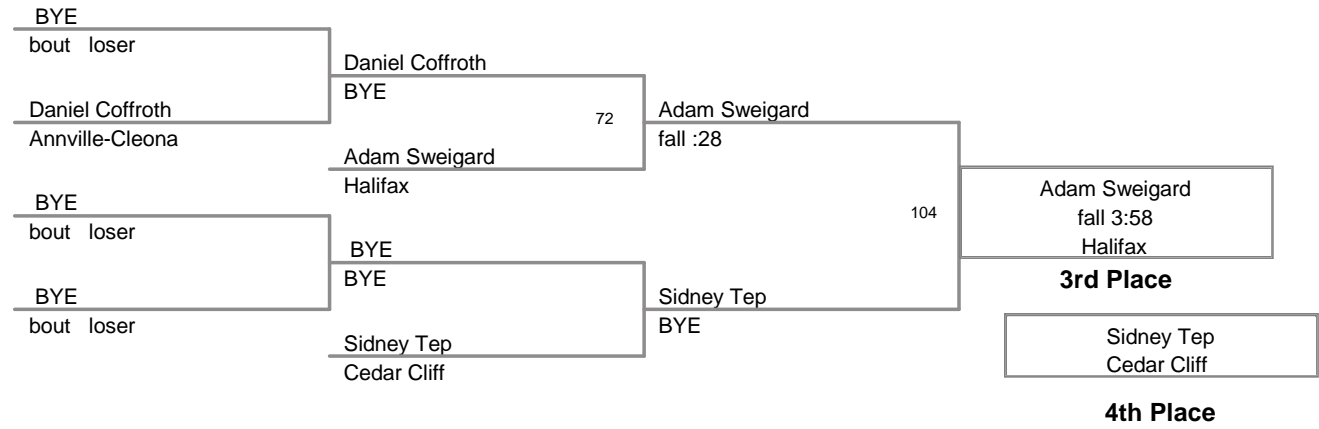 BYE
bout loser
Daniel Coffroth
Annville-Cleona
BYE
bout loser
BYE
bout loser
Daniel Coffroth
BYE
72
Adam Sweigard
Halifax
BYE
BYE
Sidney Tep
Cedar Cliff
Adam Sweigard
fall :28
104
Sidney Tep
BYE
Adam Sweigard
fall 3:58
Halifax
3rd Place
Sidney Tep
Cedar Cliff
4th Place